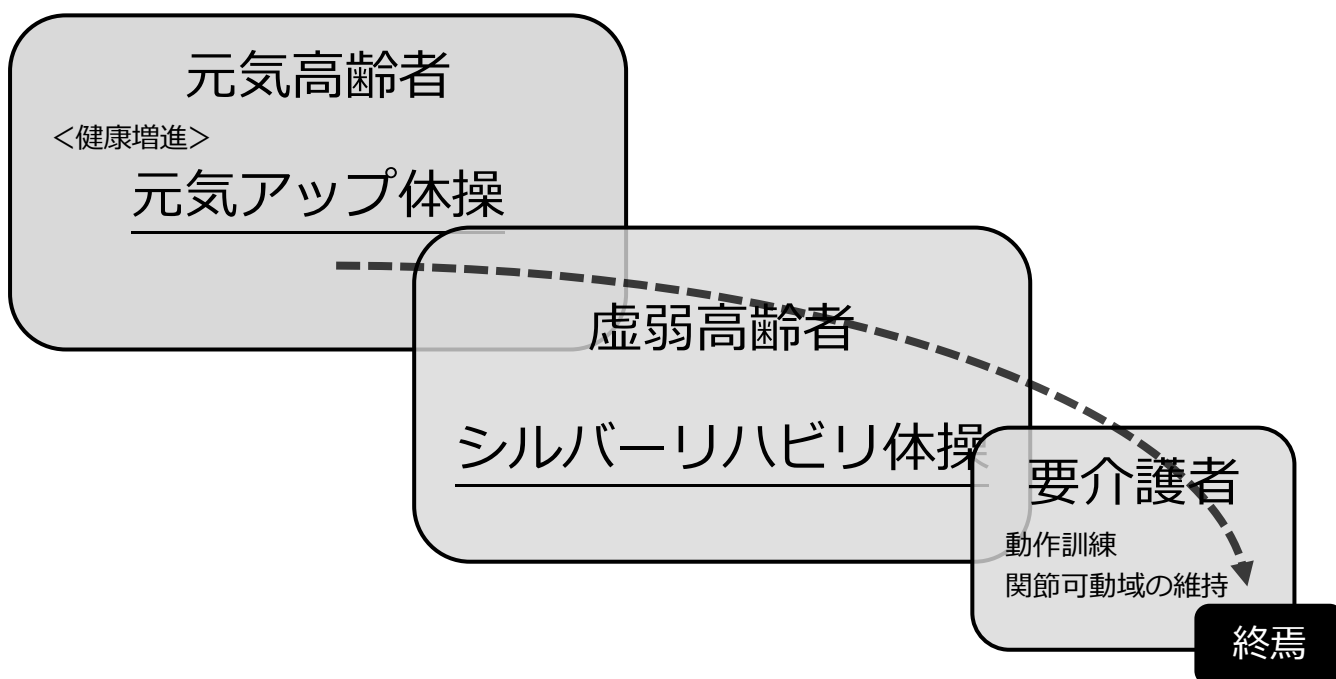 元気高齢者
＜健康増進＞
元気アップ体操
虚弱高齢者
シルバーリハビリ体操
要介護者
動作訓練
関節可動域の維持
終焉